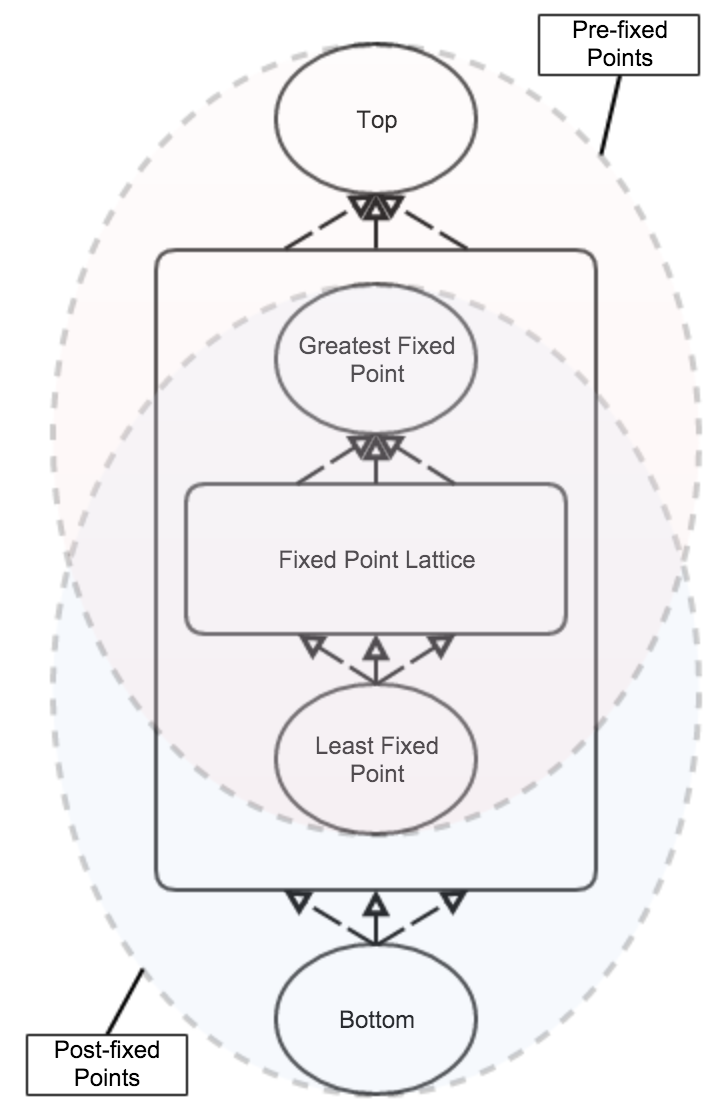 Pre-fixed
Points
Top
Greatest Fixed
Point
Fixed Point Lattice
Least Fixed
Point
Bottom
Post-fixed
Points